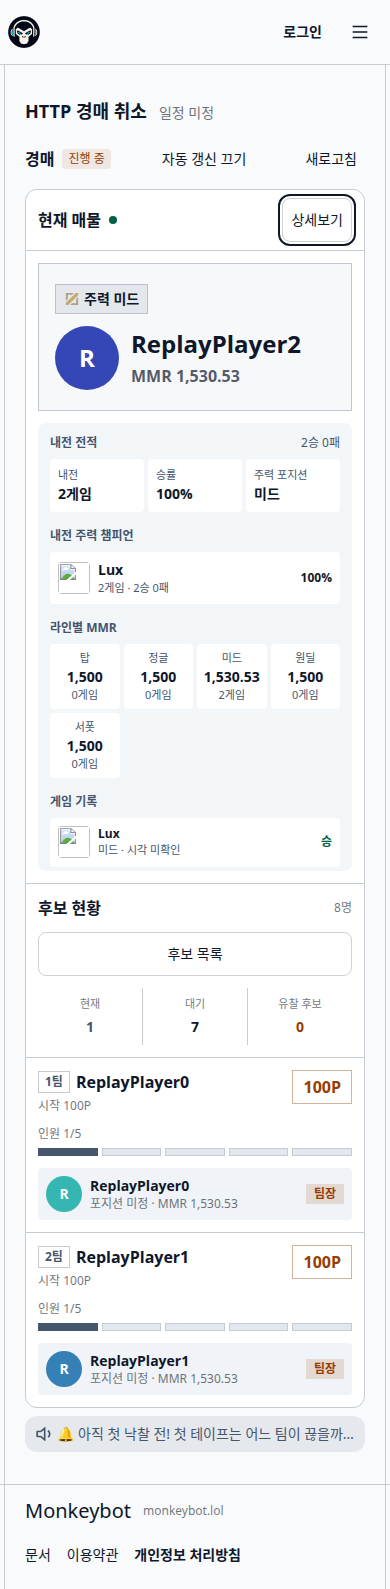 로그인
HTTP 경매 취소 일정 미정
경매 진행 중 자동 갱신 끄기 새로고침
현재 매물 상세보기
주력 미드
R ReplayPlayer2
MMR 1,530.53
내전 전적 2승 0패
내전 승률 주력 포지션
2게임 100% 미드
내전 주력 챔피언
Lux
2게임 · 2승 0패 100%
라인별 MMR
탑 정글 미드 원딜
1,500 1,500 1,530.53 1,500
0게임 0게임 2게임 0게임
서폿
1,500
0게임
게임 기록
Lux
미드 · 시각 미확인 승
후보 현황 8명
후보 목록
현재 대기 유찰 후보
1 7 0
1팀 ReplayPlayer0 100P
시작 100P
인원 1/5
R ReplayPlayer0 팀장
포지션 미정 · MMR 1,530.53
2팀 ReplayPlayer1 100P
시작 100P
인원 1/5
R ReplayPlayer1 팀장
포지션 미정 · MMR 1,530.53
🔔 아직 첫 낙찰 전! 첫 테이프는 어느 팀이 끊을까...
Monkeybot monkeybot.lol
문서 이용약관 개인정보 처리방침